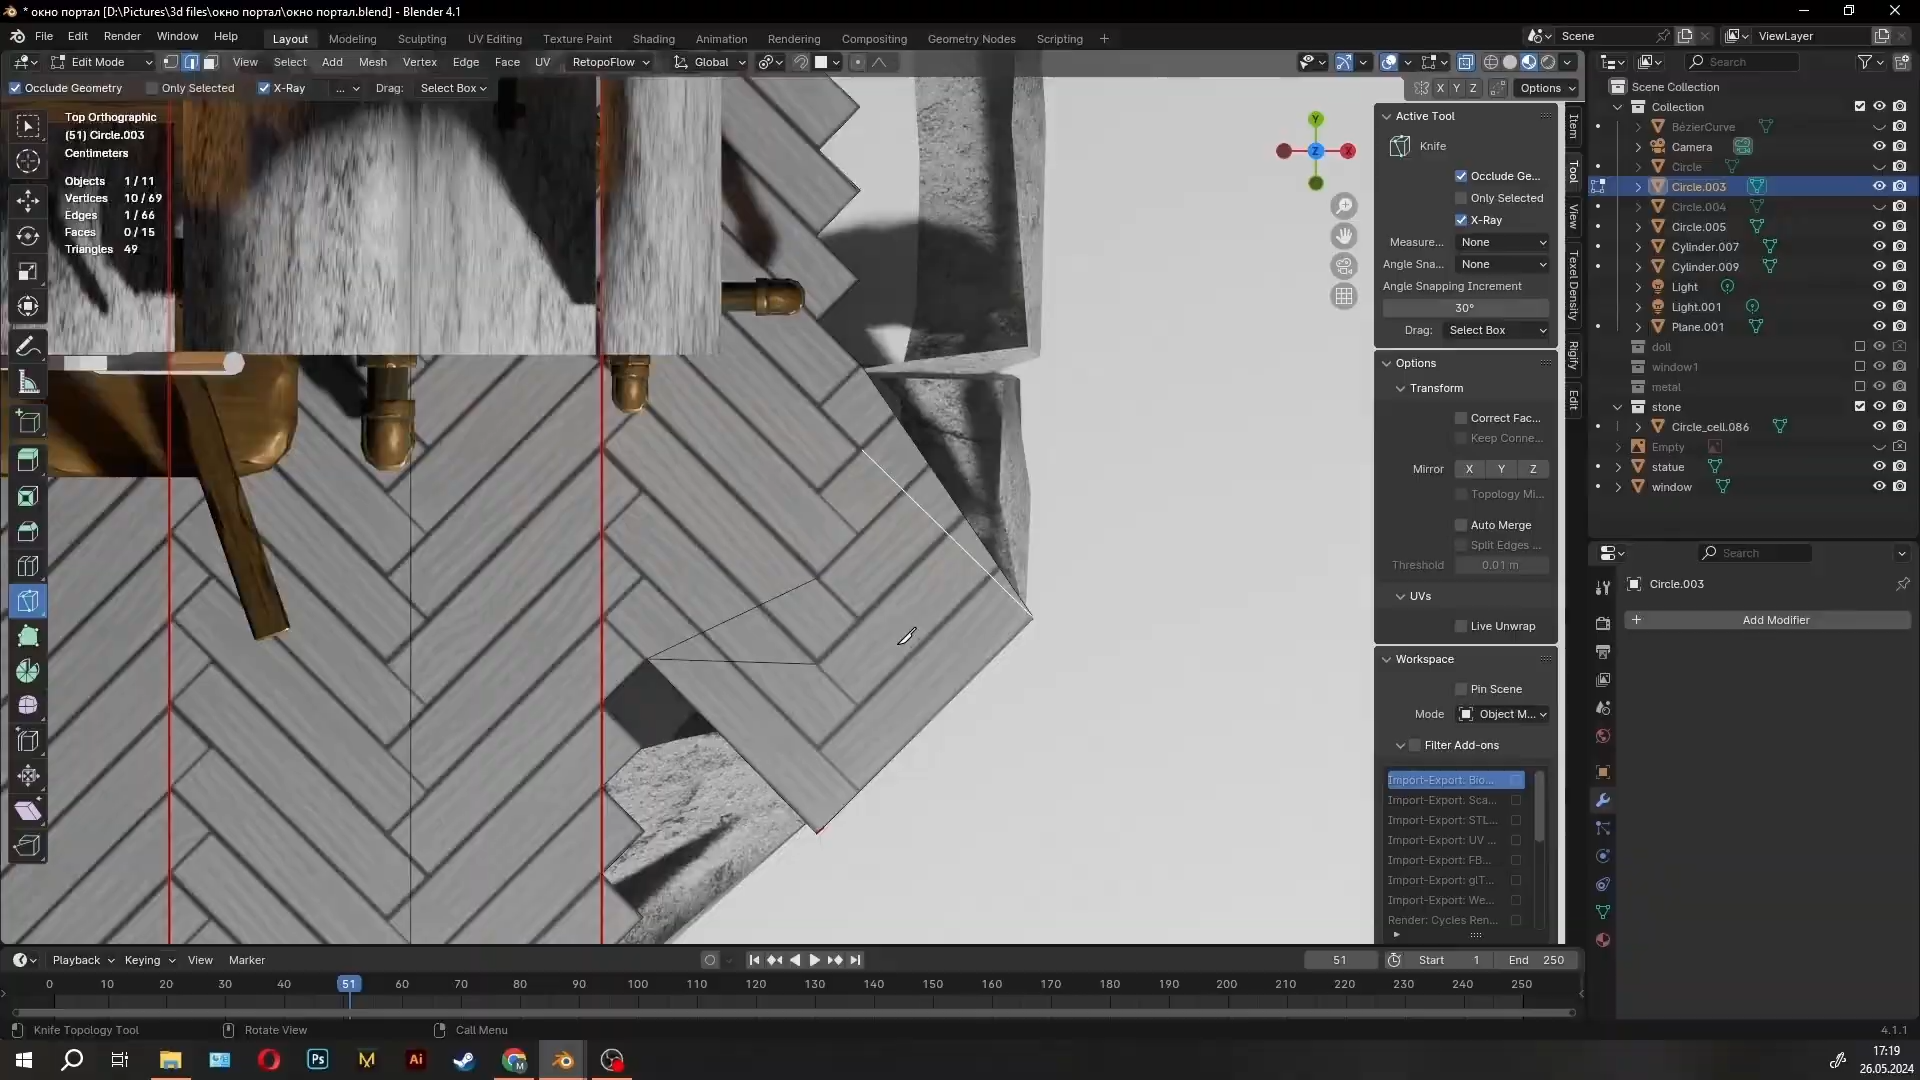 * окно портал [D:\Pictures\3d files\окно портал\окно портал.blend] - Blender 4.1
File Edit Render Window Help
Layout Modeling Sculpting UV Editing Texture Paint Shading Animation Rendering Compositing Geometry Nodes Scripting +
Scene
ViewLayer
Edit Mode View Select Add Mesh Vertex Edge Face UV RetopoFlow Global
Search
Occlude Geometry Only Selected X-Ray ... Drag: Select Box
X Y Z Options
Top Orthographic
(51) Circle.003
Centimeters
Objects 1 / 11
Vertices 10 / 69
Edges 1 / 66
Faces 0 / 15
Triangles 49
Y
Z
X
Active Tool
Knife
Occlude Ge...
Only Selected
X-Ray
Measure... None
Angle Sna... None
Angle Snapping Increment
30°
Drag: Select Box
Options
Transform
Correct Fac...
Keep Conne...
Mirror X Y Z
Topology Mi...
Auto Merge
Split Edges ...
Threshold 0.01 m
UVs
Live Unwrap
Workspace
Pin Scene
Mode Object M...
Filter Add-ons
Import-Export: Bio...
Import-Export: Sca...
Import-Export: STL...
Import-Export: UV ...
Import-Export: FB...
Import-Export: glT...
Import-Export: We...
Render: Cycles Ren...
Item
Tool
View
Texel Density
Rigify
Edit
Scene Collection
Collection
BézierCurve
Camera
Circle
Circle.003
Circle.004
Circle.005
Cylinder.007
Cylinder.009
Light
Light.001
Plane.001
doll
window1
metal
stone
Circle_cell.086
Empty
statue
window
Search
Circle.003
+ Add Modifier
Playback Keying View Marker
51 Start 1 End 250
0 10 20 30 40 51 60 70 80 90 100 110 120 130 140 150 160 170 180 190 200 210 220 230 240 250
Knife Topology Tool Rotate View Call Menu
4.1.1
Ps
Ai
M
17:19
26.05.2024